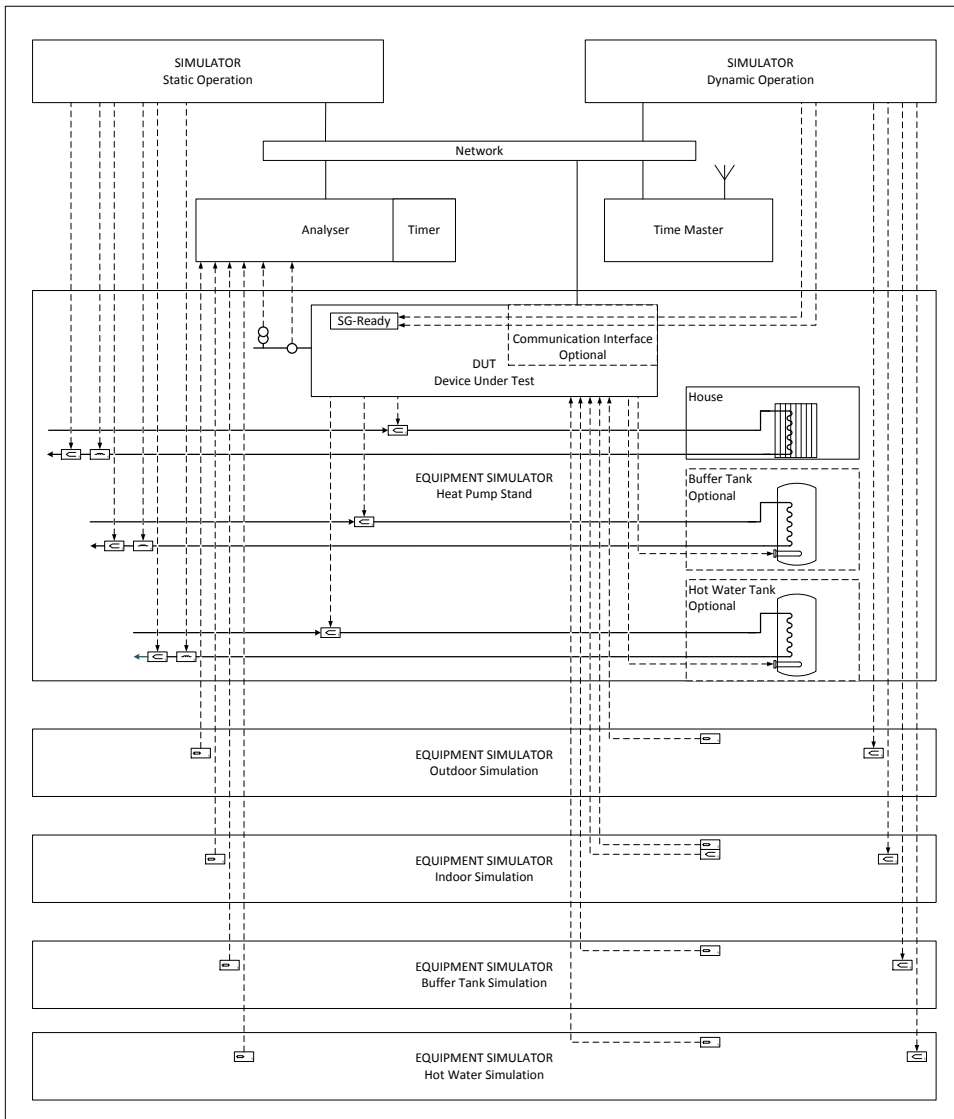 SIMULATOR
Static Operation
SIMULATOR
Dynamic Operation
Network
Analyser
Timer
Time Master
SG-Ready
Communication Interface
Optional
DUT
Device Under Test
House
EQUIPMENT SIMULATOR
Heat Pump Stand
Buffer Tank
Optional
Hot Water Tank
Optional
EQUIPMENT SIMULATOR
Outdoor Simulation
EQUIPMENT SIMULATOR
Indoor Simulation
EQUIPMENT SIMULATOR
Buffer Tank Simulation
EQUIPMENT SIMULATOR
Hot Water Simulation